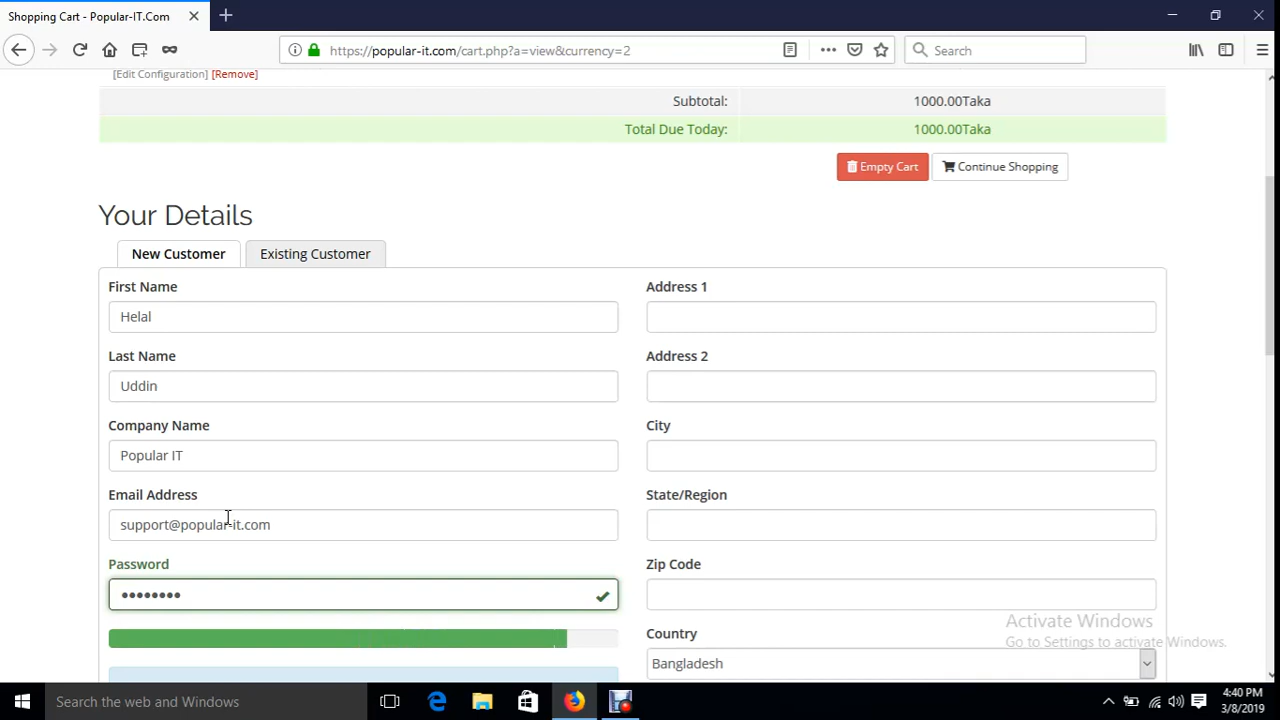 Shopping Cart - Popular-IT.Com
https://popular-it.com/cart.php?a=view&currency=2
Search
[Edit Configuration] [Remove]
Subtotal: 1000.00Taka
Total Due Today: 1000.00Taka
Empty Cart Continue Shopping
Your Details
New Customer Existing Customer
First Name Address 1
Helal
Last Name Address 2
Uddin
Company Name City
Popular IT
Email Address State/Region
support@popular-it.com
Password Zip Code
••••••••
Country
Bangladesh
Activate Windows
Go to Settings to activate Windows.
Search the web and Windows
4:40 PM
3/8/2019